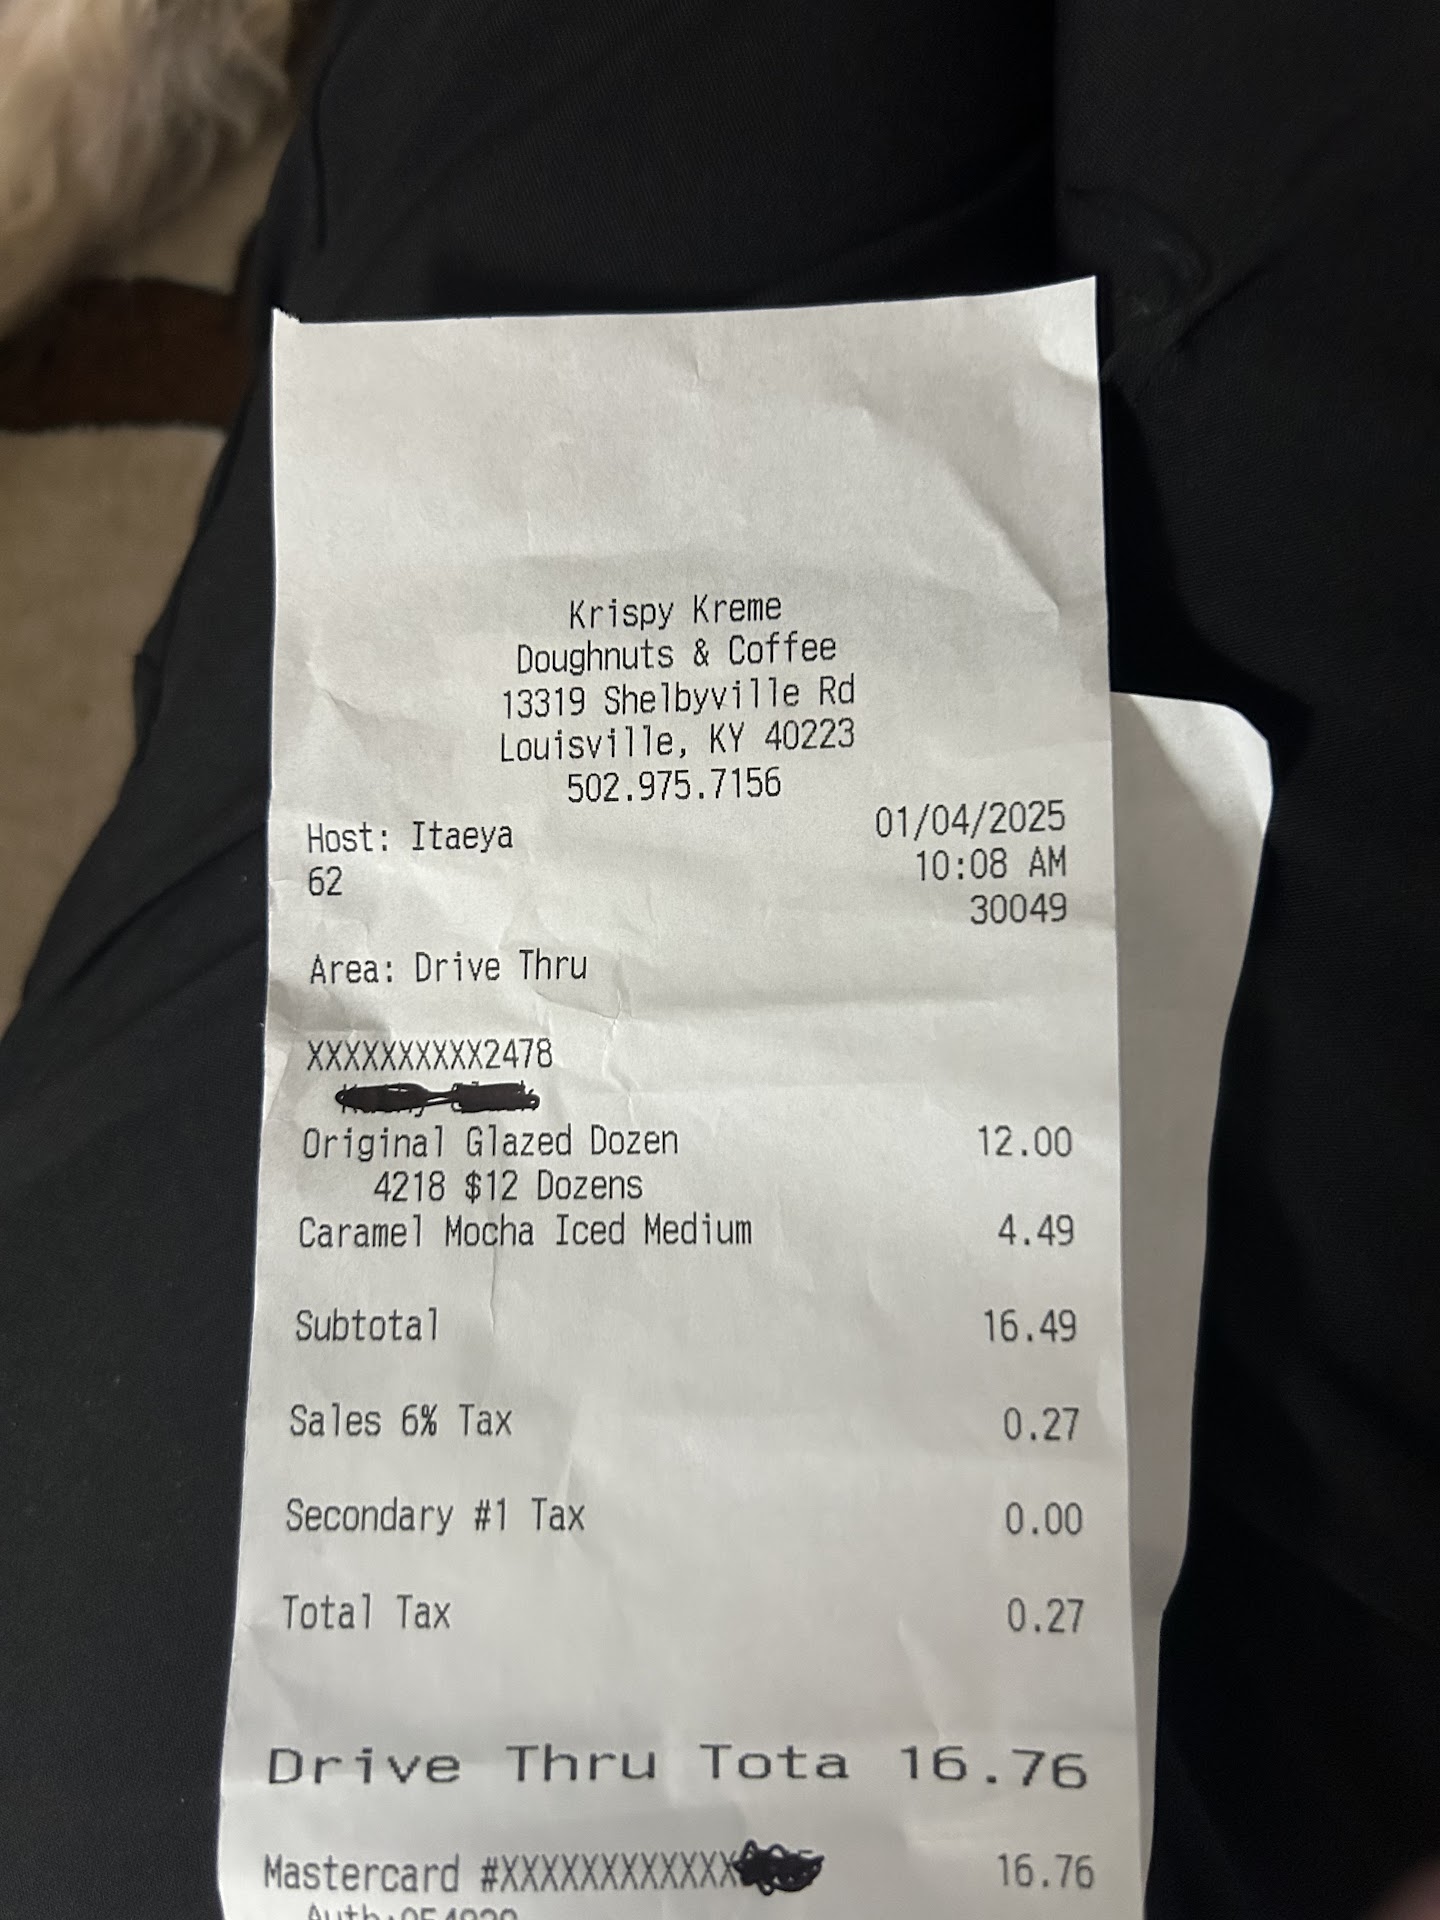 Krispy Kreme
Doughnuts & Coffee
13319 Shelbyville Rd
Louisville, KY 40223
502.975.7156
Host: Itaeya 01/04/2025
62 10:08 AM
30049
Area: Drive Thru
XXXXXXXXXX2478
Original Glazed Dozen 12.00
4218 $12 Dozens
Caramel Mocha Iced Medium 4.49
Subtotal 16.49
Sales 6% Tax 0.27
Secondary #1 Tax 0.00
Total Tax 0.27
Drive Thru Tota 16.76
Mastercard #XXXXXXXXXXXX 16.76